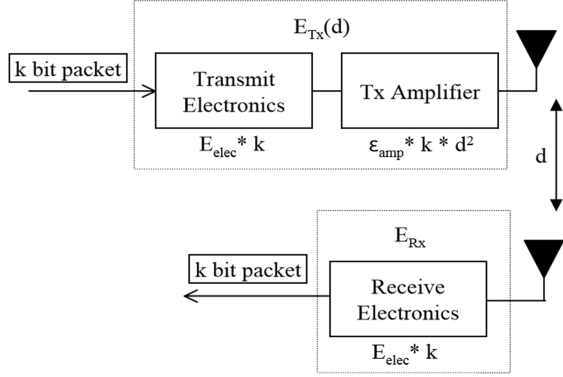 E_Tx(d)
k bit packet
Transmit
Electronics
Tx Amplifier
E_elec* k
ε_amp* k * d²
d
E_Rx
k bit packet
Receive
Electronics
E_elec* k